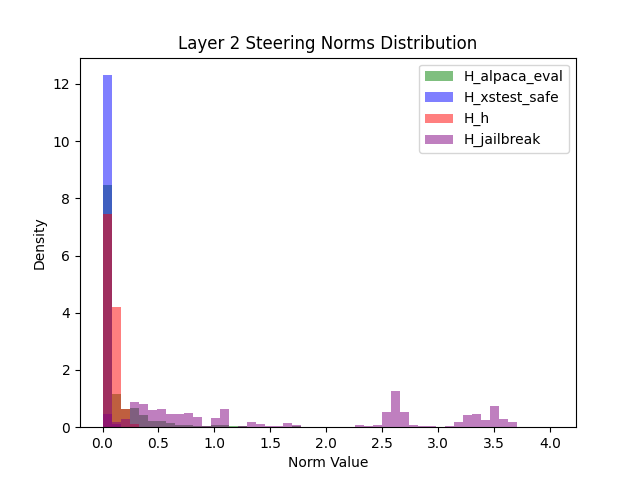 Layer 2 Steering Norms Distribution
H_alpaca_eval
H_xstest_safe
H_h
H_jailbreak
Density
12
10
8
6
4
2
0
0.0 0.5 1.0 1.5 2.0 2.5 3.0 3.5 4.0
Norm Value